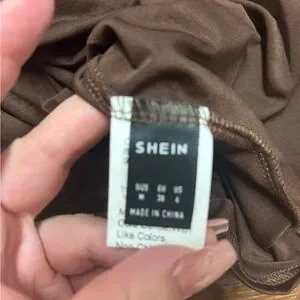 SHEIN
SIZE EU US
M 38 6
MADE IN CHINA
Like Colors.